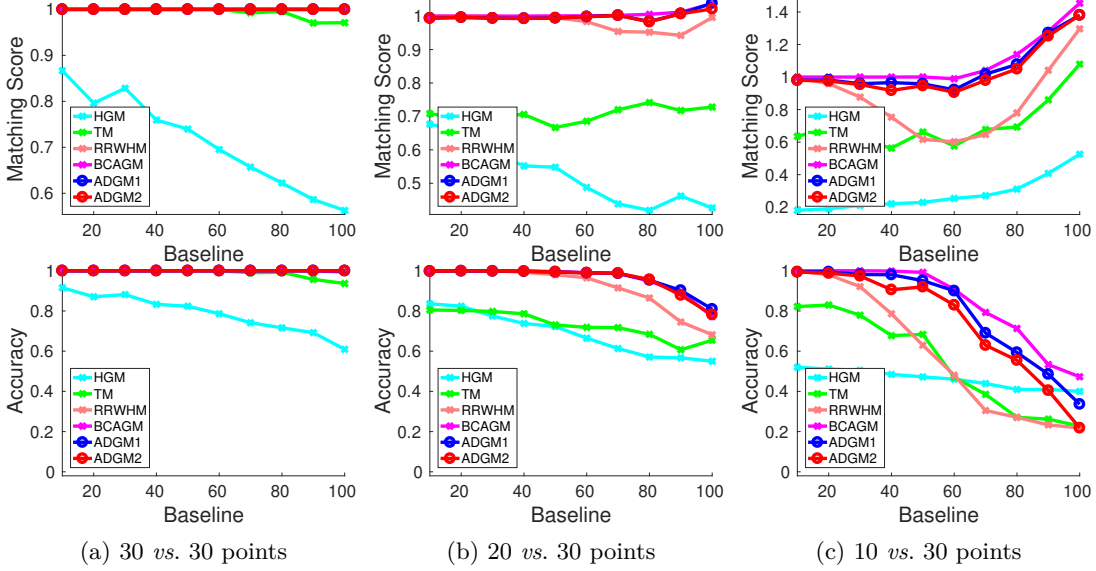 1
0.9
0.8
0.7
0.6
Matching Score
HGM
TM
RRWHM
BCAGM
ADGM1
ADGM2
20 40 60 80 100
Baseline
1
0.9
0.8
0.7
0.6
0.5
Matching Score
HGM
TM
RRWHM
BCAGM
ADGM1
ADGM2
20 40 60 80 100
Baseline
1.4
1.2
1
0.8
0.6
0.4
0.2
Matching Score
HGM
TM
RRWHM
BCAGM
ADGM1
ADGM2
20 40 60 80 100
Baseline
1
0.8
0.6
0.4
0.2
0
Accuracy
HGM
TM
RRWHM
BCAGM
ADGM1
ADGM2
20 40 60 80 100
Baseline
(a) 30 vs. 30 points
1
0.8
0.6
0.4
0.2
0
Accuracy
HGM
TM
RRWHM
BCAGM
ADGM1
ADGM2
20 40 60 80 100
Baseline
(b) 20 vs. 30 points
1
0.8
0.6
0.4
0.2
0
Accuracy
HGM
TM
RRWHM
BCAGM
ADGM1
ADGM2
20 40 60 80 100
Baseline
(c) 10 vs. 30 points